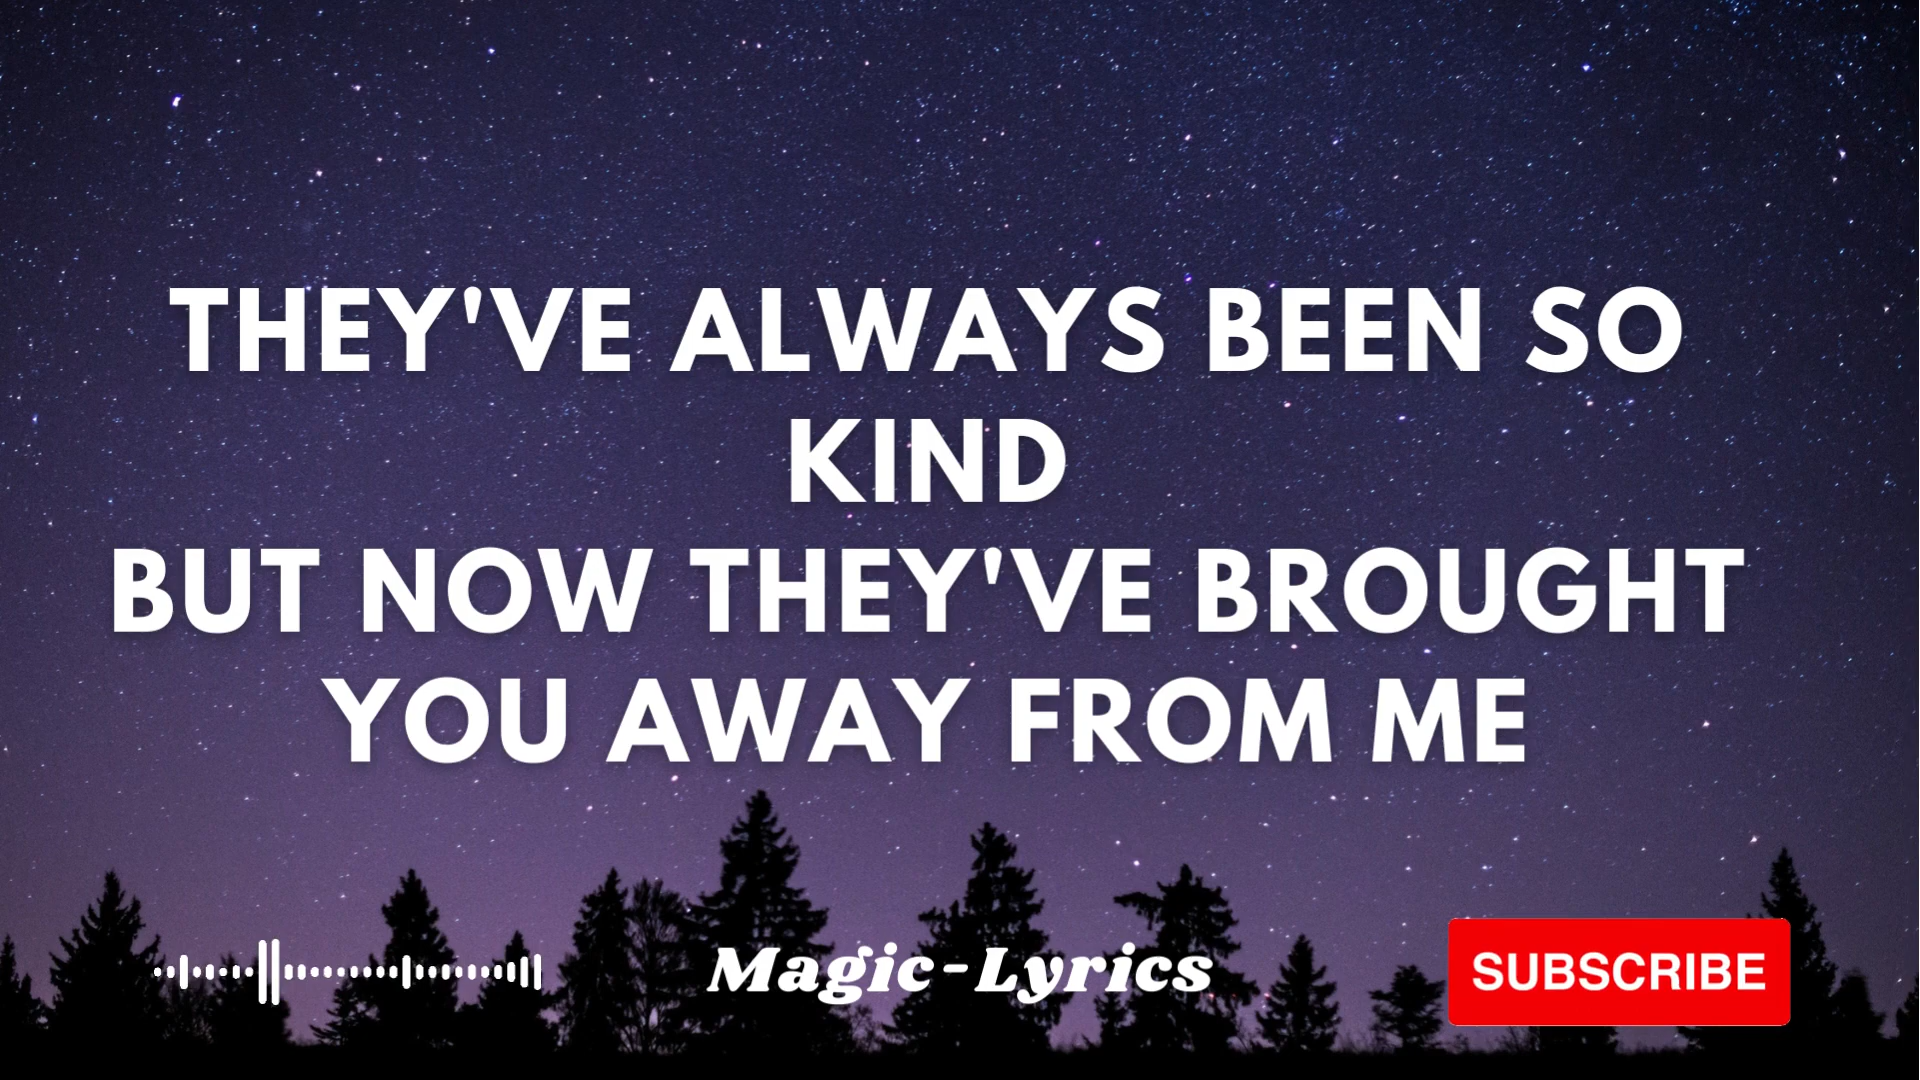 THEY'VE ALWAYS BEEN SO
KIND
BUT NOW THEY'VE BROUGHT
YOU AWAY FROM ME
Magic-Lyrics
SUBSCRIBE